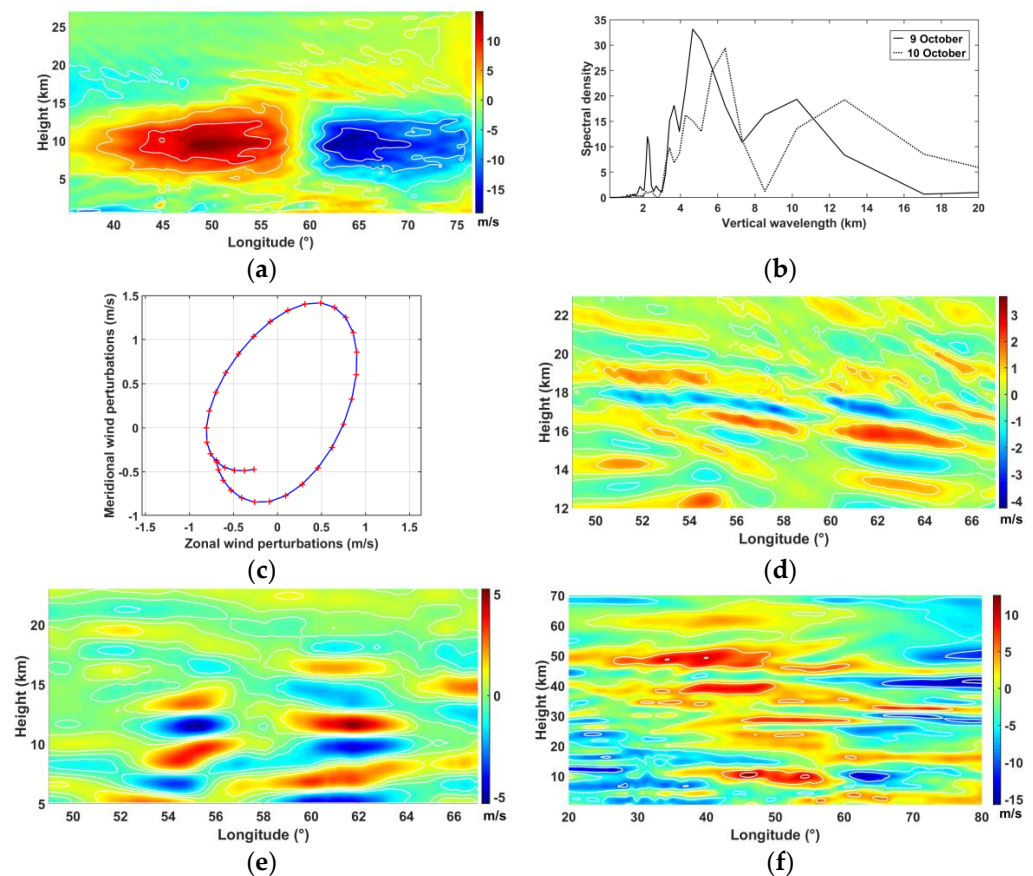 Height (km)
25
20
15
10
5
40 45 50 55 60 65 70 75
Longitude (°)
10
5
0
-5
-10
-15
m/s
(a)
Spectral density
35
30
25
20
15
10
5
0
2 4 6 8 10 12 14 16 18 20
Vertical wavelength (km)
9 October
10 October
(b)
Meridional wind perturbations (m/s)
1.5
1
0.5
0
-0.5
-1
-1.5 -1 -0.5 0 0.5 1 1.5
Zonal wind perturbations (m/s)
(c)
Height (km)
22
20
18
16
14
12
50 52 54 56 58 60 62 64 66
Longitude (°)
3
2
1
0
-1
-2
-3
-4
m/s
(d)
Height (km)
20
15
10
5
50 52 54 56 58 60 62 64 66
Longitude (°)
5
0
-5
m/s
(e)
Height (km)
70
60
50
40
30
20
10
20 30 40 50 60 70 80
Longitude (°)
10
5
0
-5
-10
-15
m/s
(f)